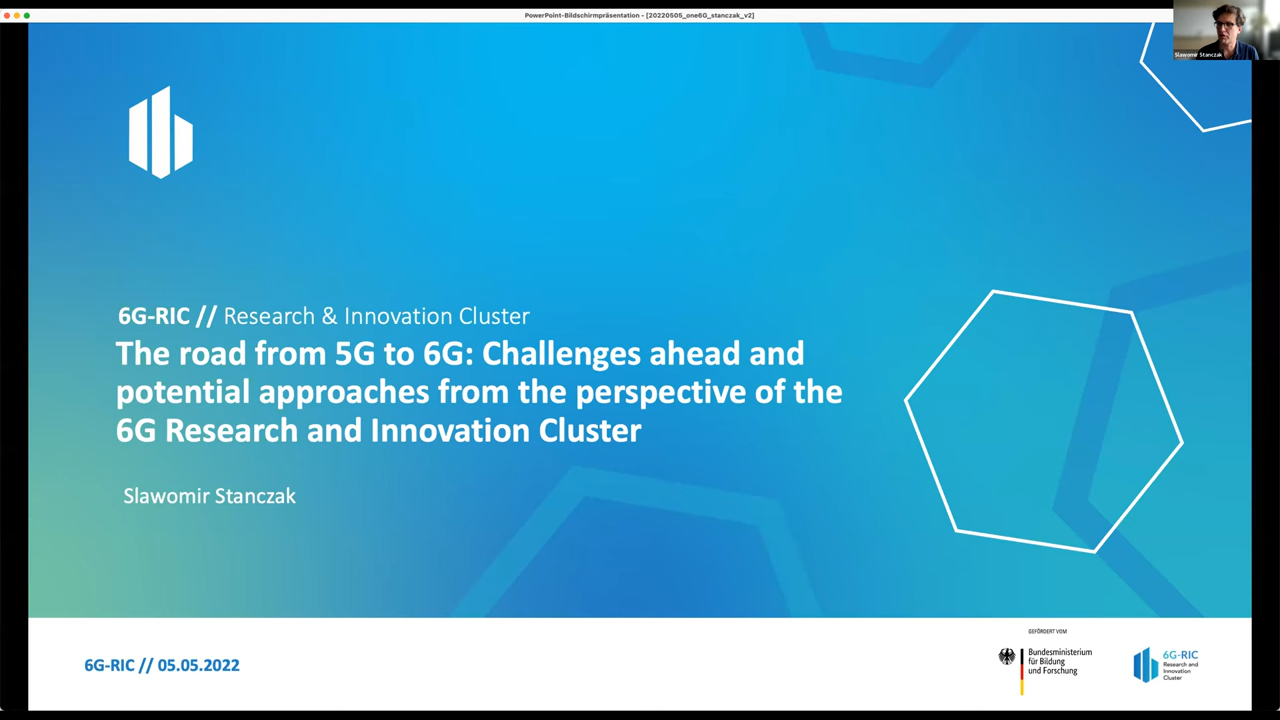 PowerPoint-Bildschirmpräsentation - [20220505_one6G_stanczak_v2]
Slawomir Stanczak
6G-RIC // Research & Innovation Cluster
The road from 5G to 6G: Challenges ahead and
potential approaches from the perspective of the
6G Research and Innovation Cluster
Slawomir Stanczak
6G-RIC // 05.05.2022
GEFÖRDERT VOM
Bundesministerium
für Bildung
und Forschung
6G-RIC
Research and
Innovation
Cluster